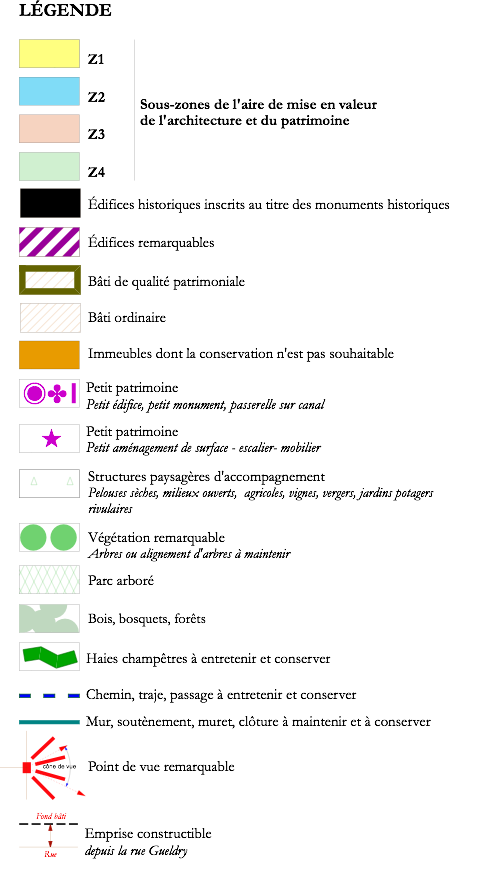 LÉGENDE
Z1
Z2
Z3
Z4
Sous-zones de l'aire de mise en valeur
de l'architecture et du patrimoine
Édifices historiques inscrits au titre des monuments historiques
Édifices remarquables
Bâti de qualité patrimoniale
Bâti ordinaire
Immeubles dont la conservation n'est pas souhaitable
Petit patrimoine
Petit édifice, petit monument, passerelle sur canal
Petit patrimoine
Petit aménagement de surface - escalier- mobilier
Structures paysagères d'accompagnement
Pelouses sèches, milieux ouverts, agricoles, vignes, vergers, jardins potagers
rivulaires
Végétation remarquable
Arbres ou alignement d'arbres à maintenir
Parc arboré
Bois, bosquets, forêts
Haies champêtres à entretenir et conserver
Chemin, traje, passage à entretenir et conserver
Mur, soutènement, muret, clôture à maintenir et à conserver
cône de vue
Point de vue remarquable
Fond bâti
Emprise constructible
depuis la rue Gueldry
Rue